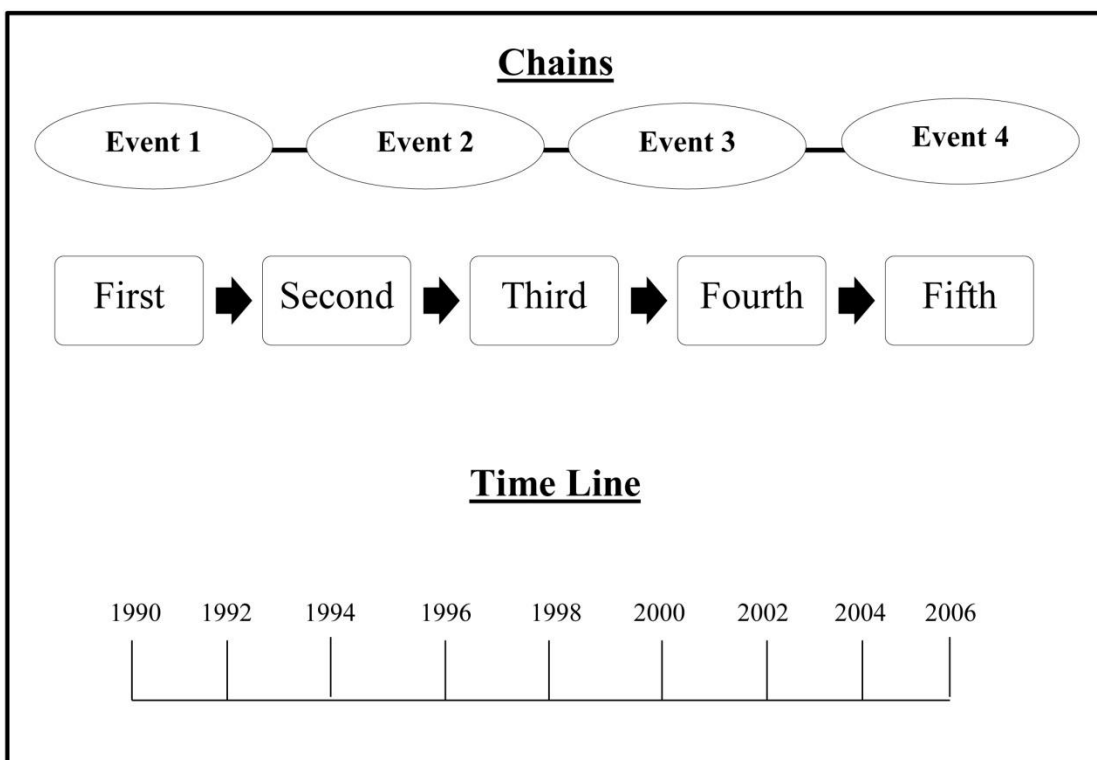 Chains
Event 1 Event 2 Event 3 Event 4
First Second Third Fourth Fifth
Time Line
1990 1992 1994 1996 1998 2000 2002 2004 2006